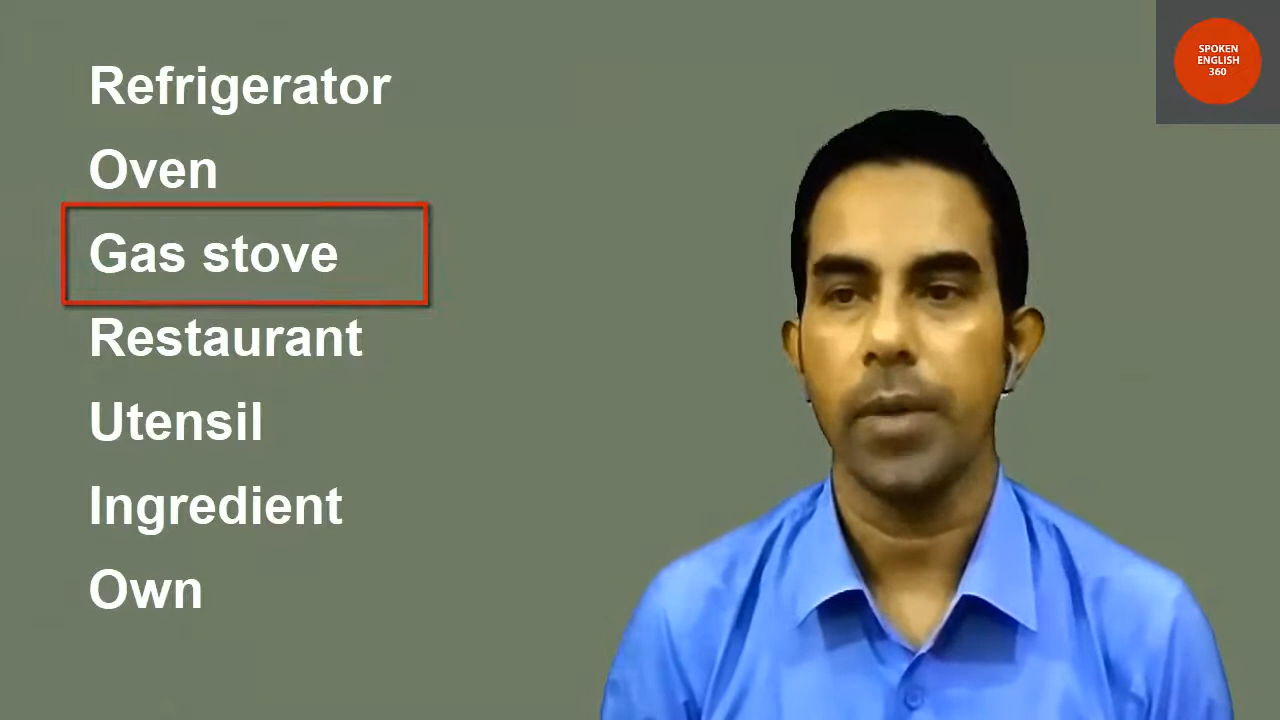 Refrigerator
Oven
Gas stove
Restaurant
Utensil
Ingredient
Own
SPOKEN
ENGLISH
360